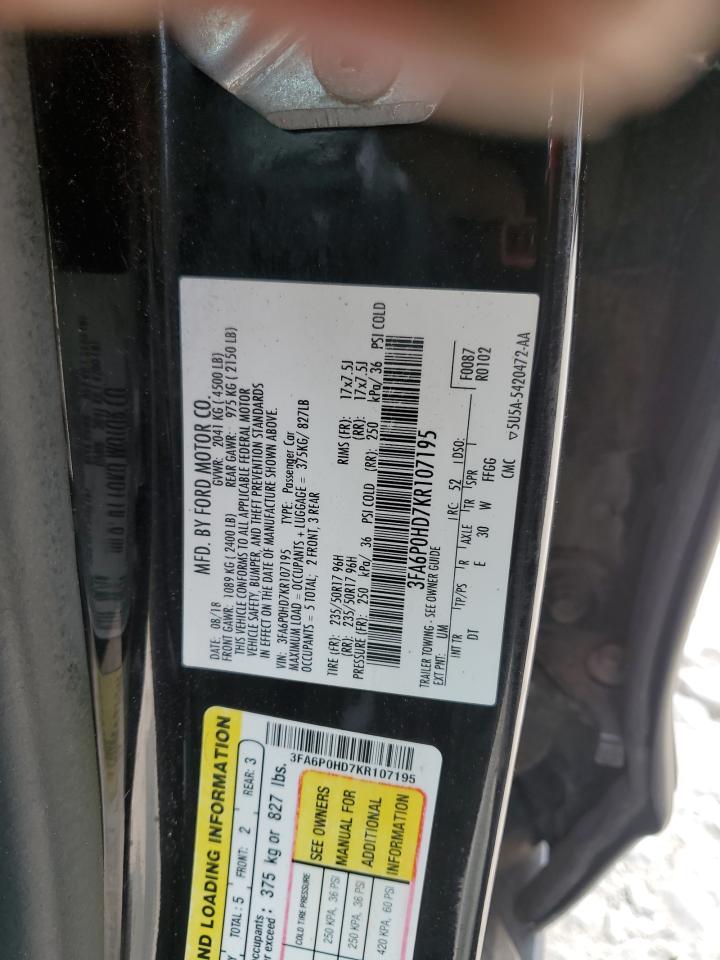 MFD. BY FORD MOTOR CO.
DATE: 08/18 GVWR: 2041 KG ( 4500 LB)
FRONT GAWR: 1089 KG ( 2400 LB) REAR GAWR: 975 KG ( 2150 LB)
THIS VEHICLE CONFORMS TO ALL APPLICABLE FEDERAL MOTOR
VEHICLE SAFETY, BUMPER, AND THEFT PREVENTION STANDARDS
IN EFFECT ON THE DATE OF MANUFACTURE SHOWN ABOVE.
VIN: 3FA6P0HD7KR107195 TYPE: Passenger Car
MAXIMUM LOAD = OCCUPANTS + LUGGAGE = 375KG/ 827LB
OCCUPANTS = 5 TOTAL; 2 FRONT, 3 REAR
TIRE (FR): 235/50R17 96H RIMS (FR): 17x7.5J
(RR): 235/50R17 96H (RR): 17x7.5J
PRESSURE (FR): 250 kPa/ 36 PSI COLD (RR): 250 kPa/ 36 PSI COLD
3FA6P0HD7KR107195
TRAILER TOWING - SEE OWNER GUIDE
EXT PNT: UM RC: 52 DSO:
F0087
R0102
INT TR TP/PS R AXLE TR SPR
DT E 30 W FFGG
CMC
5U5A-5420472-AA
ND LOADING INFORMATION
TOTAL: 5 FRONT: 2 REAR: 3
ccupants
r exceed : 375 kg or 827 lbs.
3FA6P0HD7KR107195
COLD TIRE PRESSURE
250 KPA, 36 PSI
250 KPA, 36 PSI
420 KPA, 60 PSI
SEE OWNERS
MANUAL FOR
ADDITIONAL
INFORMATION